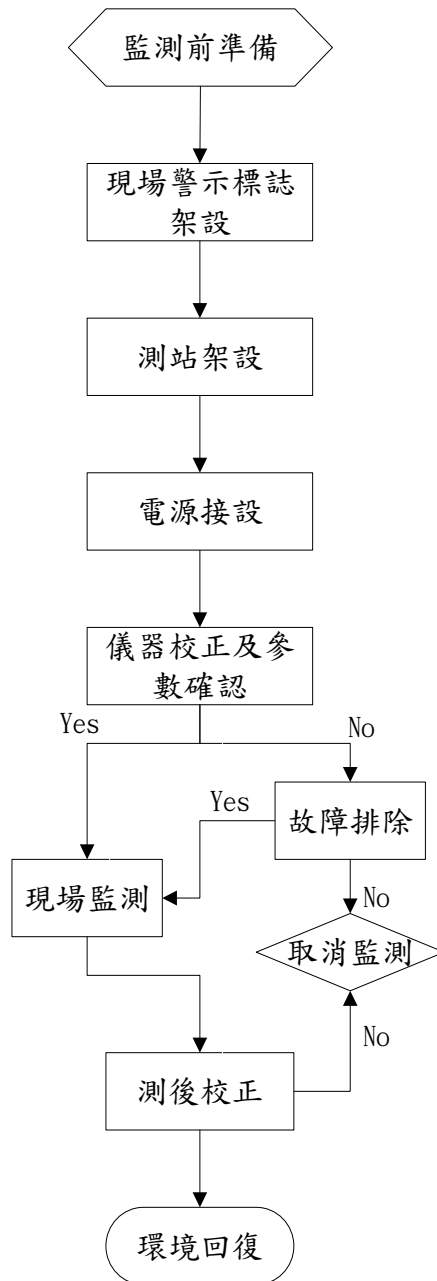 監測前準備
現場警示標誌
架設
測站架設
電源接設
儀器校正及參
數確認
Yes
No
Yes
故障排除
現場監測
No
取消監測
No
測後校正
環境回復